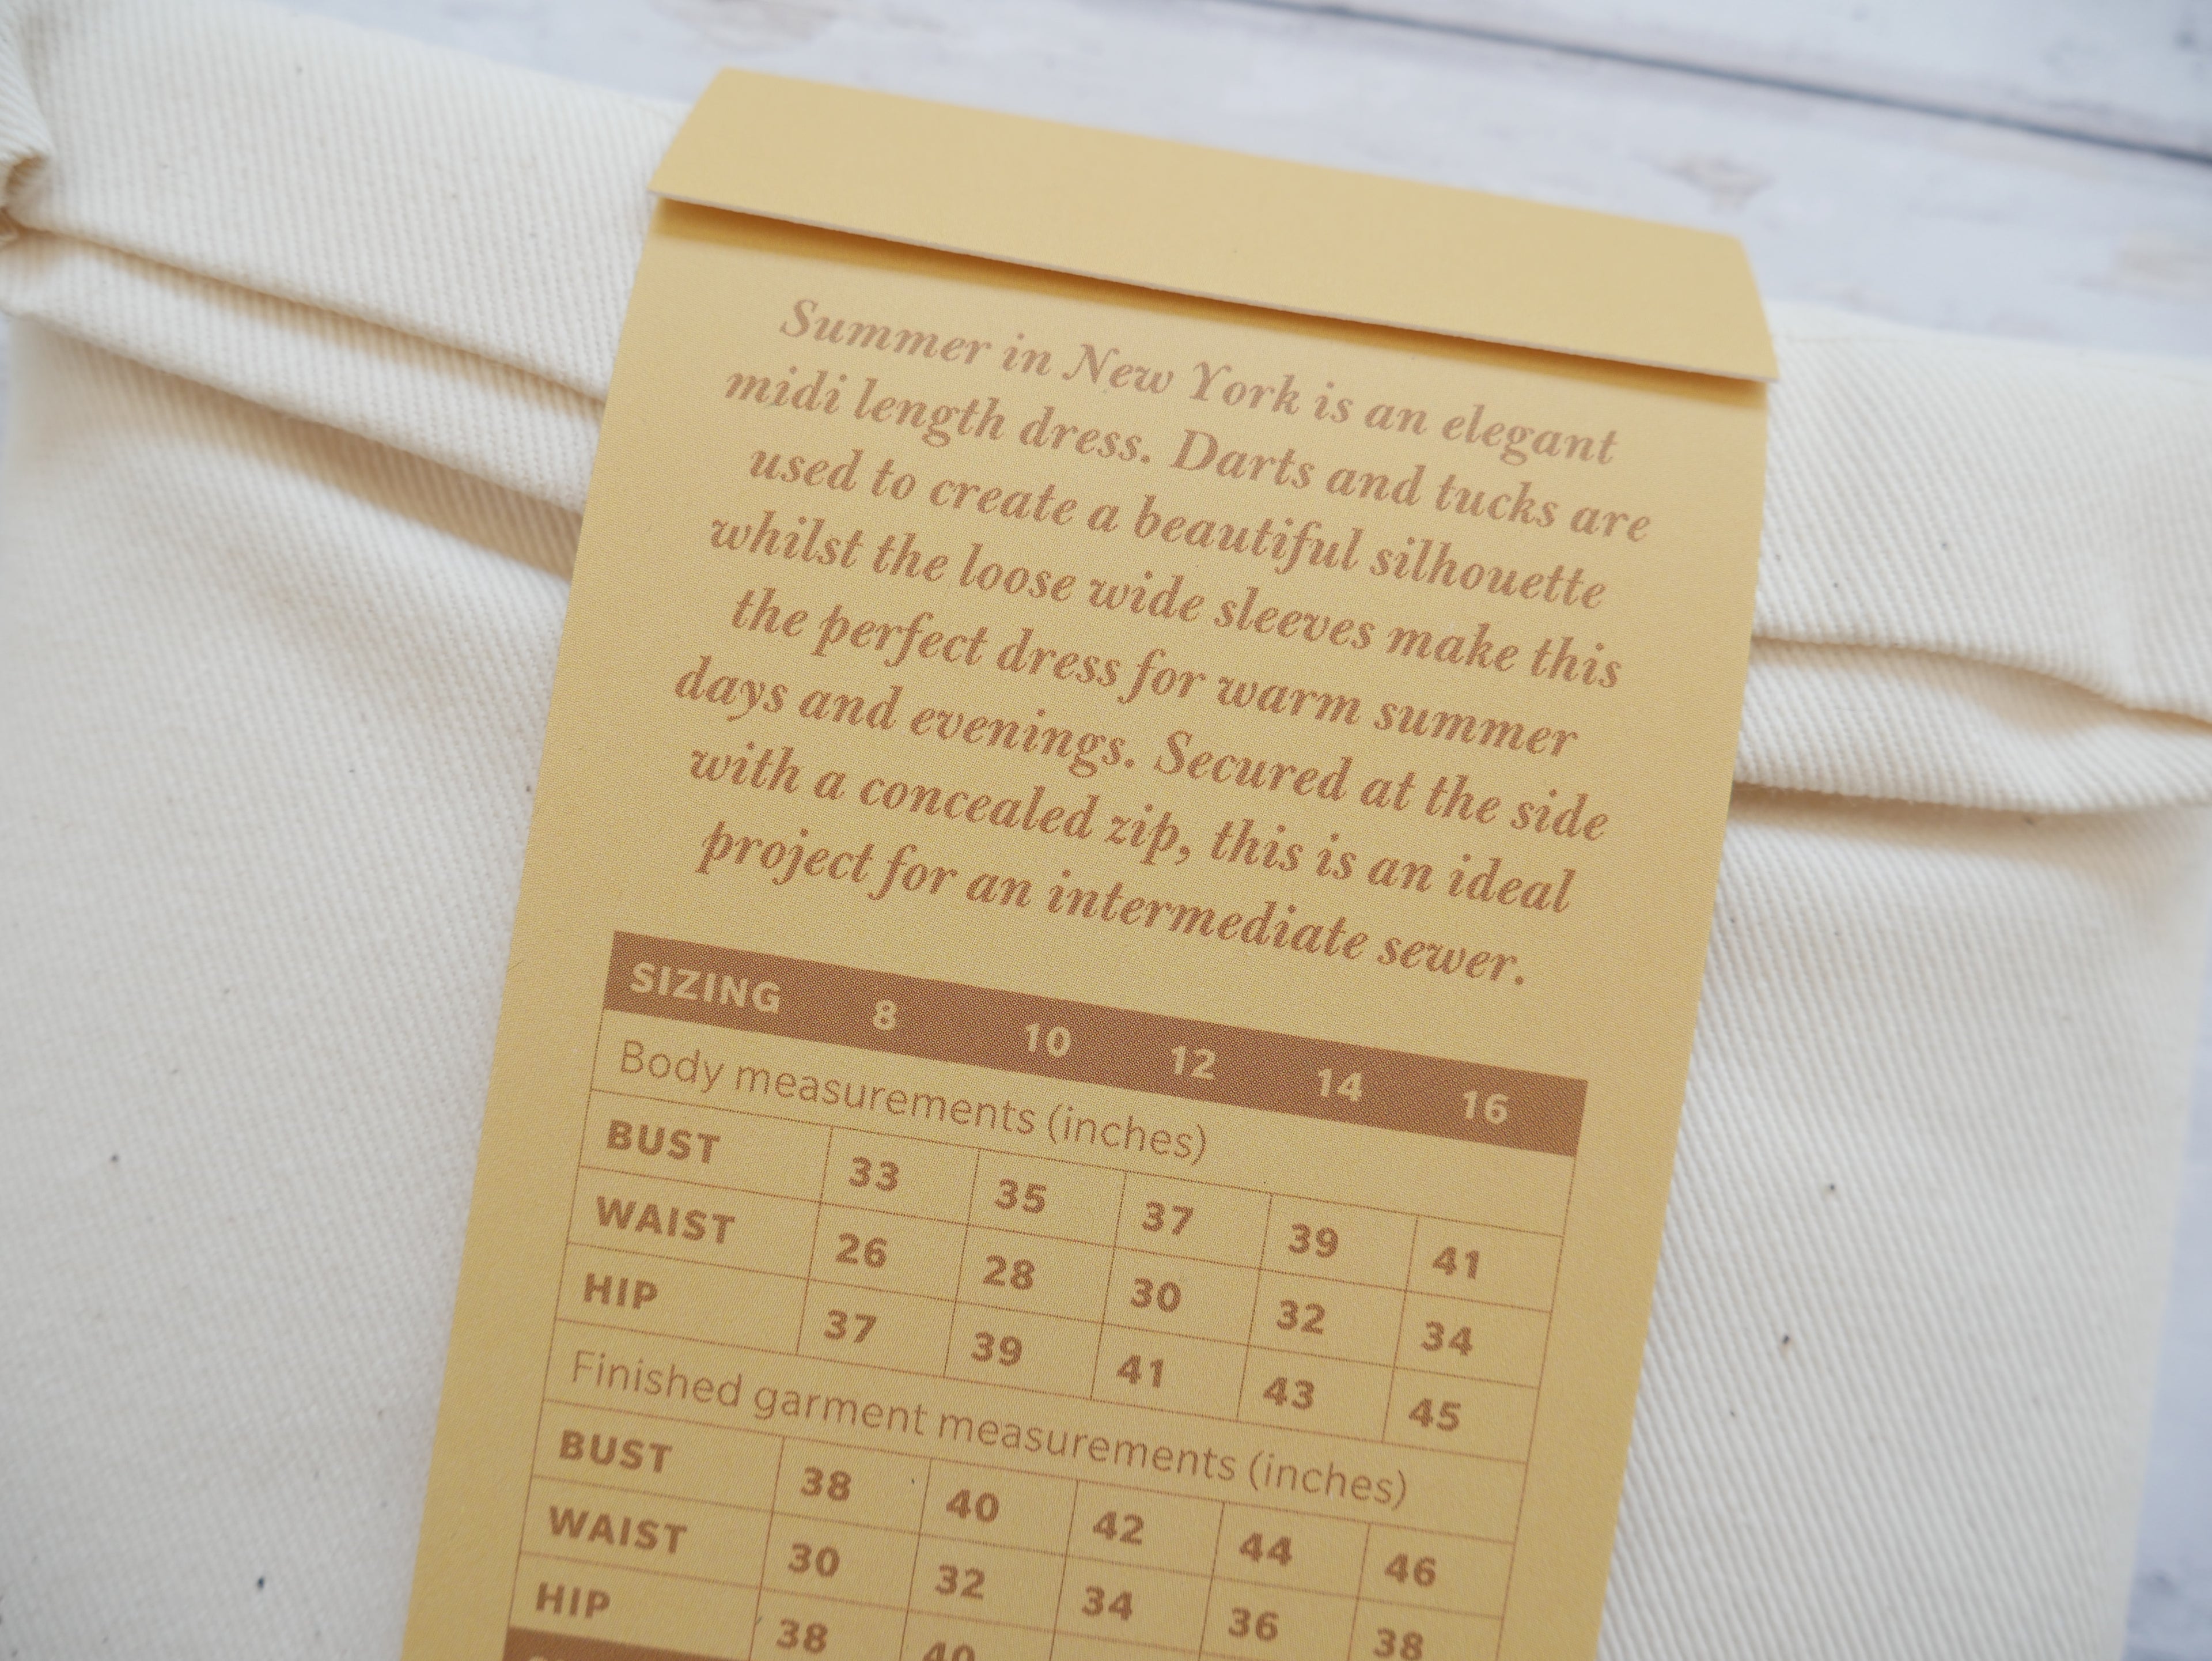 Summer in New York is an elegant
midi length dress. Darts and tucks are
used to create a beautiful silhouette
whilst the loose wide sleeves make this
the perfect dress for warm summer
days and evenings. Secured at the side
with a concealed zip, this is an ideal
project for an intermediate sewer.
SIZING 8 10 12 14 16
Body measurements (inches)
BUST 33 35 37 39 41
WAIST 26 28 30 32 34
HIP 37 39 41 43 45
Finished garment measurements (inches)
BUST 38 40 42 44 46
WAIST 30 32 34 36 38
HIP 38 40